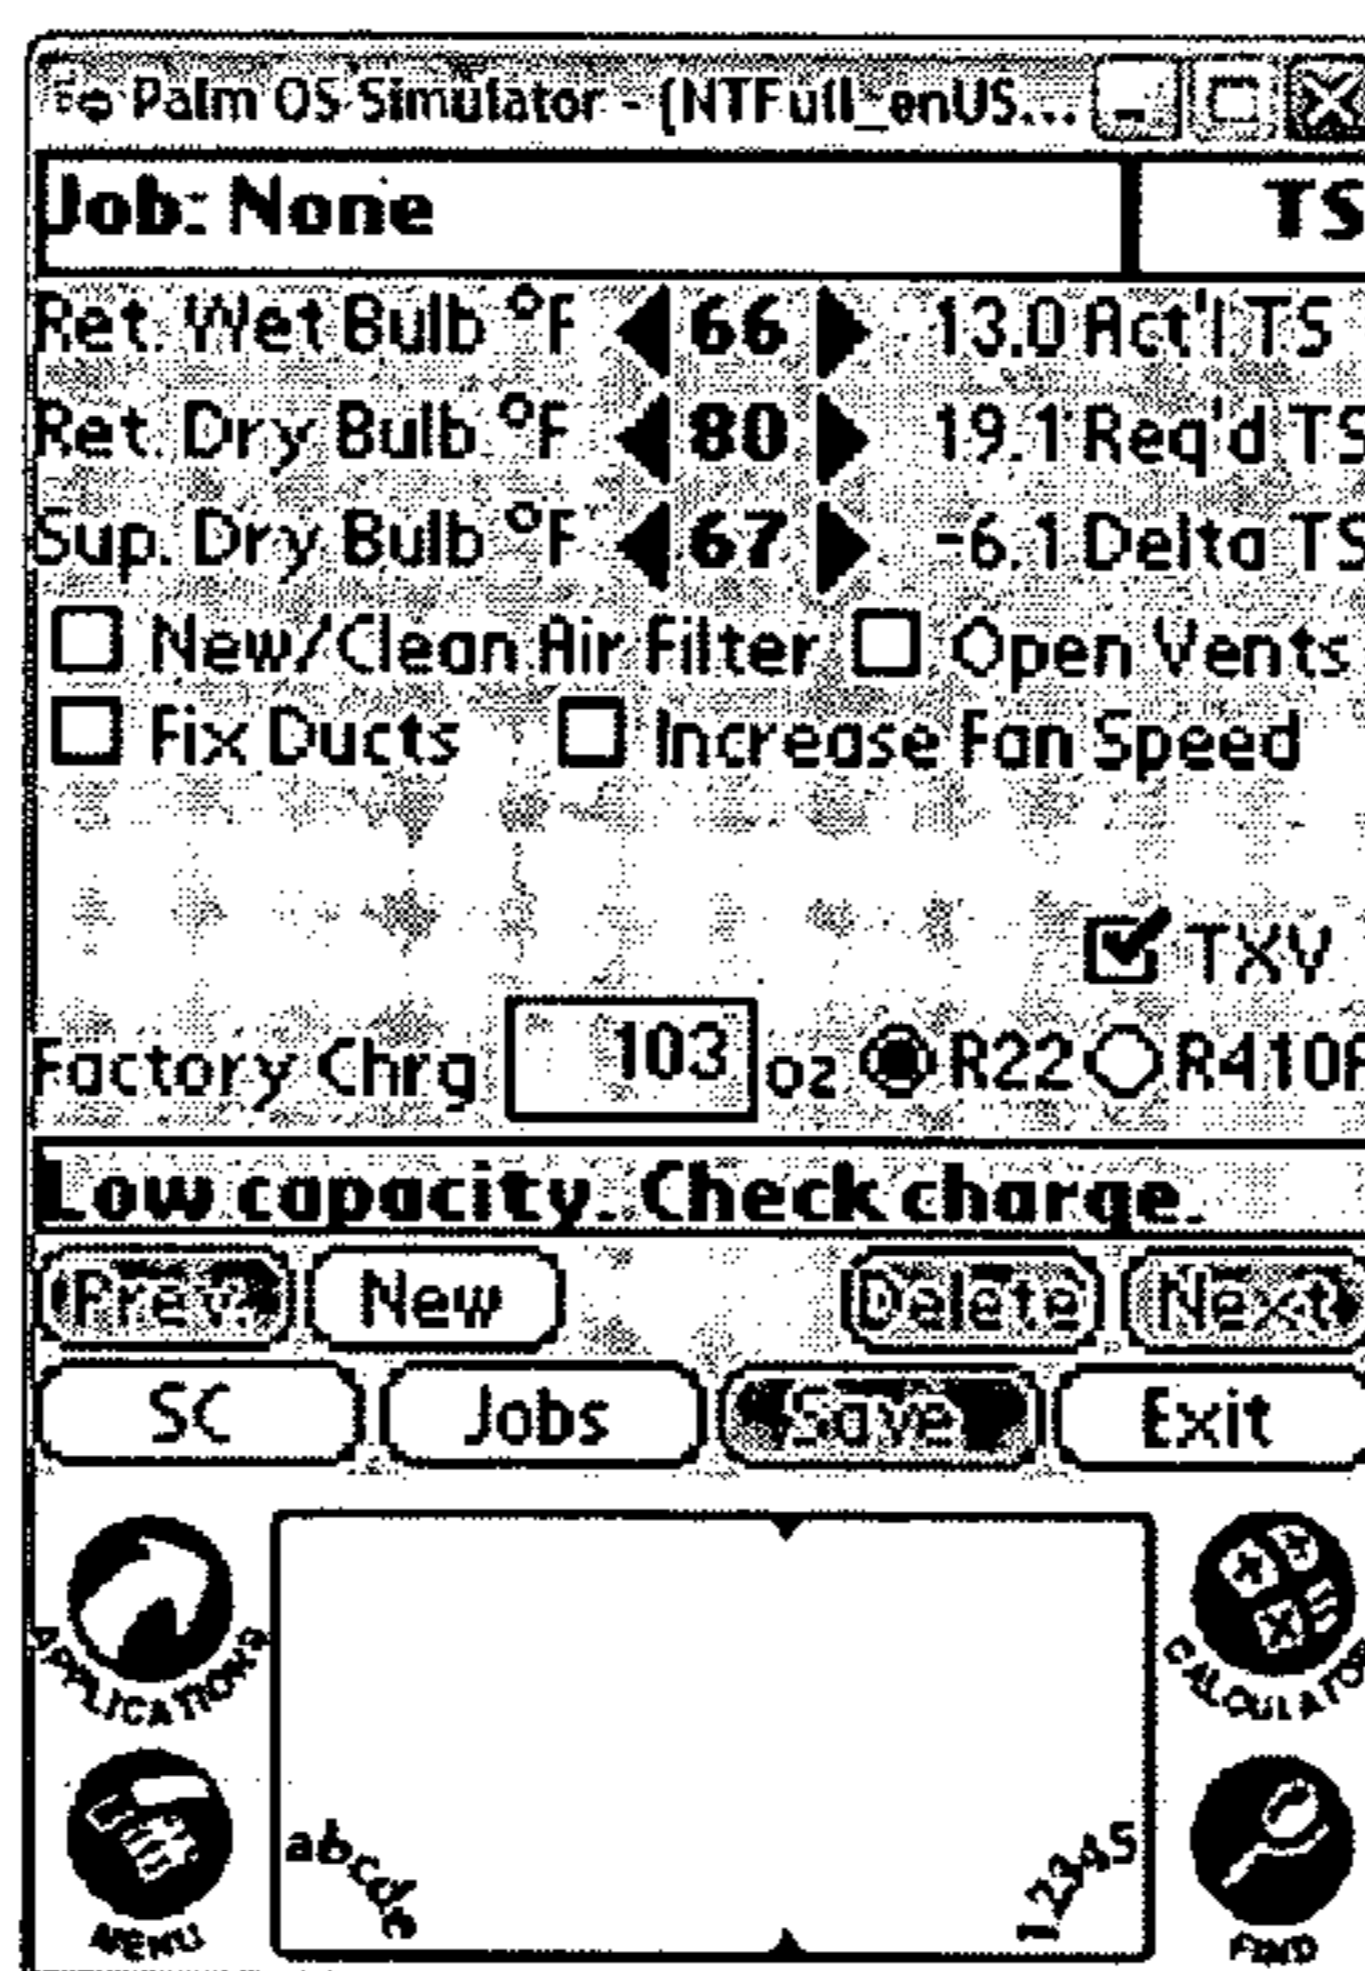 Palm OS Simulator - [NTFull_enUS...
Job: None TS
Ret. Wet Bulb °F 66 13.0 Act'l TS
Ret. Dry Bulb °F 80 19.1 Req'd TS
Sup. Dry Bulb °F 67 -6.1 Delta TS
New/Clean Air Filter Open Vents
Fix Ducts Increase Fan Speed
TXV
Factory Chrg 103 oz R22 R410A
Low capacity. Check charge.
Prev. New Delete Next
SC Jobs Save Exit
APPLICATIONS CALCULATOR
abcde 12345
MENU FIND